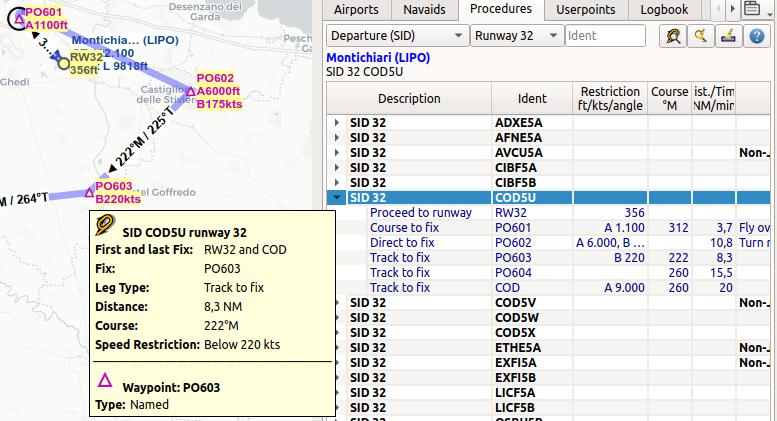 PO601
A1100ft
Desenzano del
Garda
3...
Montichia... (LIPO)
2.100
RW32
356ft
L 9818ft
Ghedi
Castiglione
delle Stiviere
PO602
A6000ft
B175kts
222°M / 225°T
M / 264°T
PO603
B220kts
el Goffredo
SID COD5U runway 32
First and last Fix: RW32 and COD
Fix: PO603
Leg Type: Track to fix
Distance: 8,3 NM
Course: 222°M
Speed Restriction: Below 220 kts
Waypoint: PO603
Type: Named
Airports Navaids Procedures Userpoints Logbook
Departure (SID) Runway 32 Ident
Montichiari (LIPO)
SID 32 COD5U
Description Ident Restriction ft/kts/angle Course °M ist./Tim NM/min
SID 32 ADXE5A
SID 32 AFNE5A
SID 32 AVCU5A Non-J
SID 32 CIBF5A
SID 32 CIBF5B
SID 32 COD5U
Proceed to runway RW32 356
Course to fix PO601 A 1.100 312 3,7 Fly ov
Direct to fix PO602 A 6.000, B ... 10,8 Turn r
Track to fix PO603 B 220 222 8,3
Track to fix PO604 260 15,5
Track to fix COD A 9.000 260 20
SID 32 COD5V Non-J
SID 32 COD5W
SID 32 COD5X
SID 32 ETHE5A Non-J
SID 32 EXFI5A Non-J
SID 32 EXFI5B
SID 32 LICF5A
SID 32 LICF5B
SID 32 OSBU5B